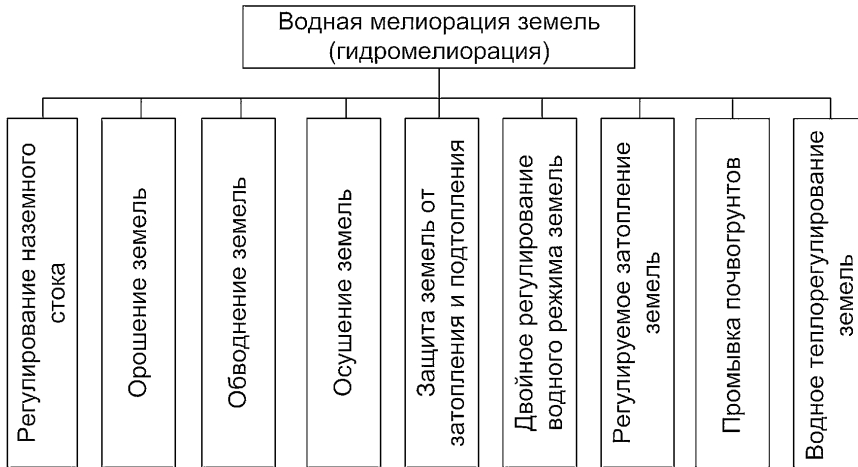 Водная мелиорация земель
(гидромелиорация)
Регулирование наземного
стока
Орошение земель
Обводнение земель
Осушение земель
Защита земель от
затопления и подтопления
Двойное регулирование
водного режима земель
Регулируемое затопление
земель
Промывка почвогрунтов
Водное теплорегулирование
земель